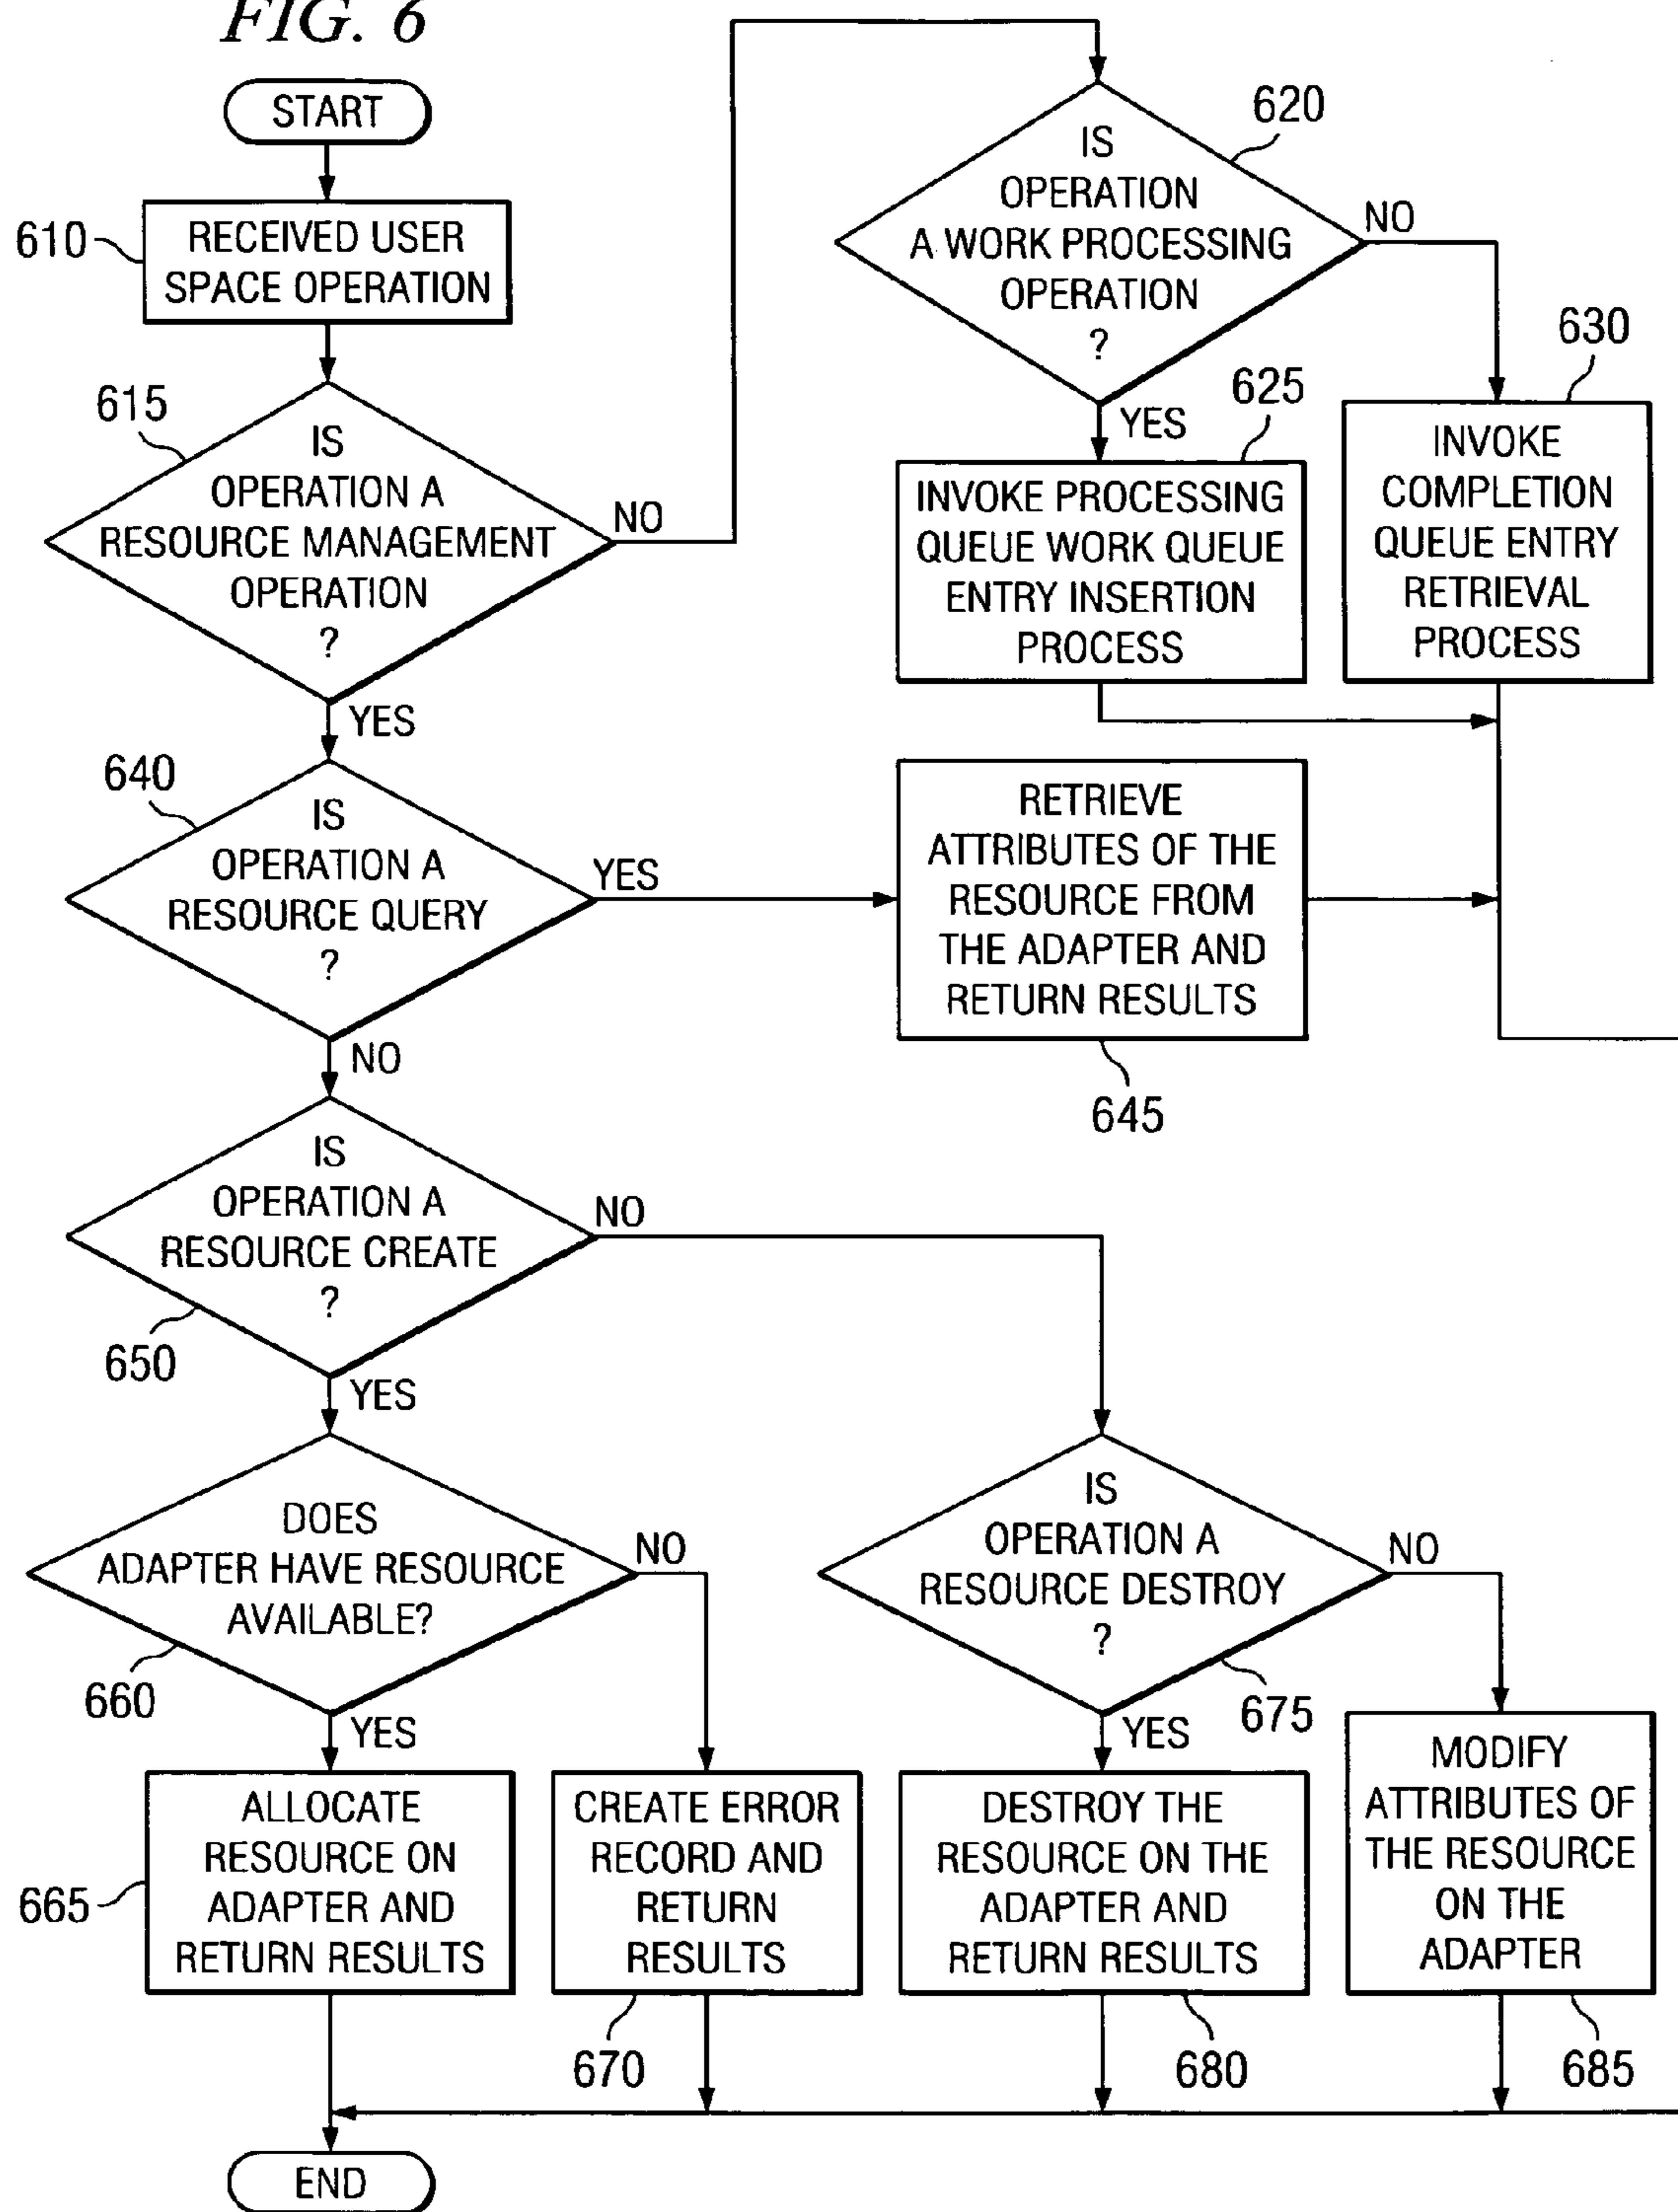 FIG. 6
START
610
RECEIVED USER
SPACE OPERATION
615
IS
OPERATION A
RESOURCE MANAGEMENT
OPERATION
?
NO
YES
620
IS
OPERATION
A WORK PROCESSING
OPERATION
?
NO
YES
625
INVOKE PROCESSING
QUEUE WORK QUEUE
ENTRY INSERTION
PROCESS
630
INVOKE
COMPLETION
QUEUE ENTRY
RETRIEVAL
PROCESS
640
IS
OPERATION A
RESOURCE QUERY
?
YES
NO
RETRIEVE
ATTRIBUTES OF THE
RESOURCE FROM
THE ADAPTER AND
RETURN RESULTS
645
IS
OPERATION A
RESOURCE CREATE
?
650
NO
YES
DOES
ADAPTER HAVE RESOURCE
AVAILABLE?
660
NO
YES
IS
OPERATION A
RESOURCE DESTROY
?
675
NO
YES
665
ALLOCATE
RESOURCE ON
ADAPTER AND
RETURN RESULTS
CREATE ERROR
RECORD AND
RETURN
RESULTS
670
DESTROY THE
RESOURCE ON THE
ADAPTER AND
RETURN RESULTS
680
MODIFY
ATTRIBUTES OF
THE RESOURCE
ON THE
ADAPTER
685
END